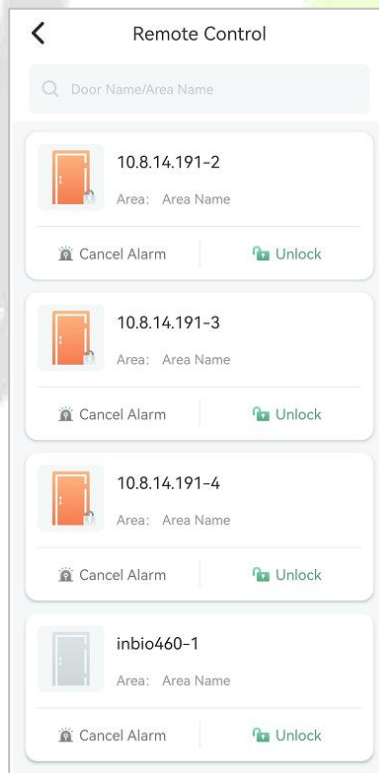 Remote Control
Door Name/Area Name
10.8.14.191-2
Area: Area Name
Cancel Alarm Unlock
10.8.14.191-3
Area: Area Name
Cancel Alarm Unlock
10.8.14.191-4
Area: Area Name
Cancel Alarm Unlock
inbio460-1
Area: Area Name
Cancel Alarm Unlock